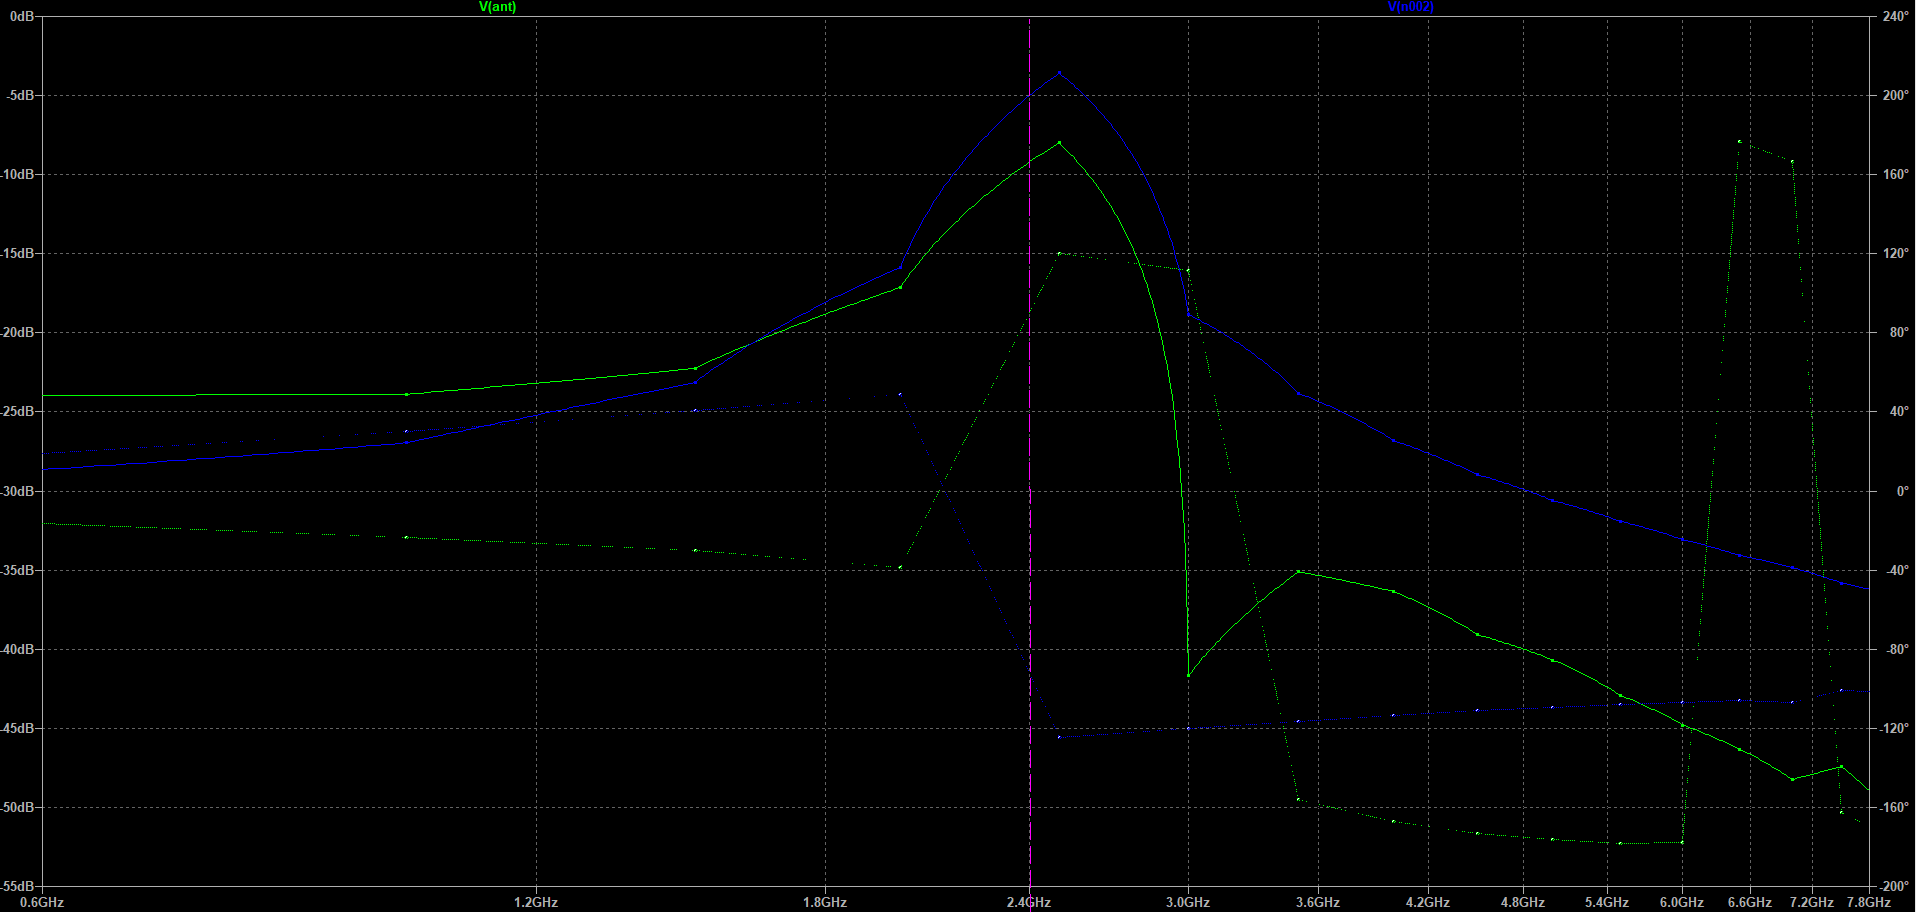 V(ant) V(n002)
0dB 240°
-5dB 200°
-10dB 160°
-15dB 120°
-20dB 80°
-25dB 40°
-30dB 0°
-35dB -40°
-40dB -80°
-45dB -120°
-50dB -160°
-55dB -200°
0.6GHz 1.2GHz 1.8GHz 2.4GHz 3.0GHz 3.6GHz 4.2GHz 4.8GHz 5.4GHz 6.0GHz 6.6GHz 7.2GHz 7.8GHz